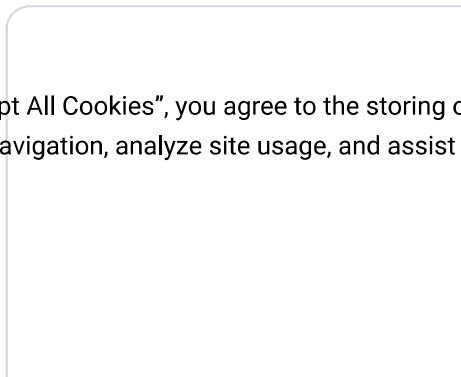 pt All Cookies”, you agree to the storing
avigation, analyze site usage, and assist